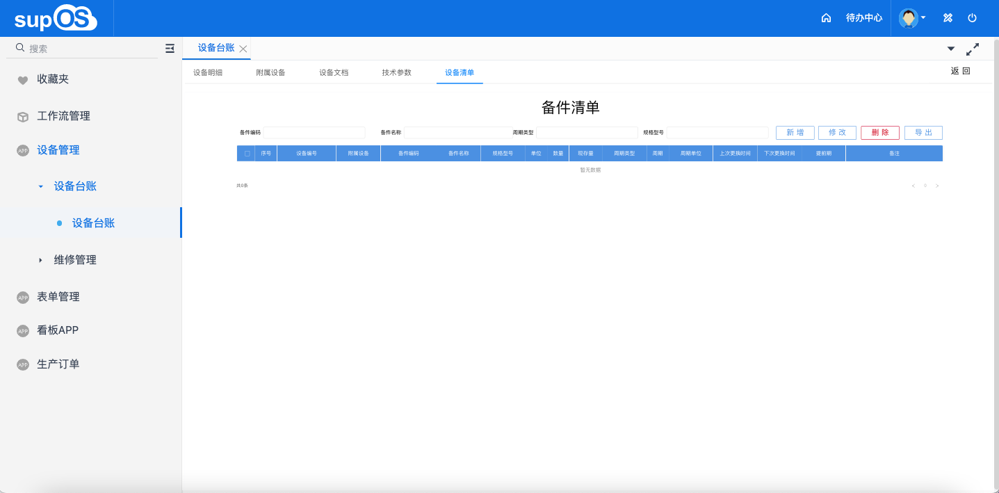 supOS
待办中心
搜索
收藏夹
工作流管理
APP 设备管理
设备台账
设备台账
维修管理
APP 表单管理
APP 看板APP
APP 生产订单
设备台账
设备明细 附属设备 设备文档 技术参数 设备清单 返 回
备件清单
备件编码 备件名称 周期类型 规格型号 新 增 修 改 删 除 导 出
序号 设备编号 附属设备 备件编码 备件名称 规格型号 单位 数量 现存量 周期类型 周期 周期单位 上次更换时间 下次更换时间 提前期 备注
暂无数据
共0条 < 0 >